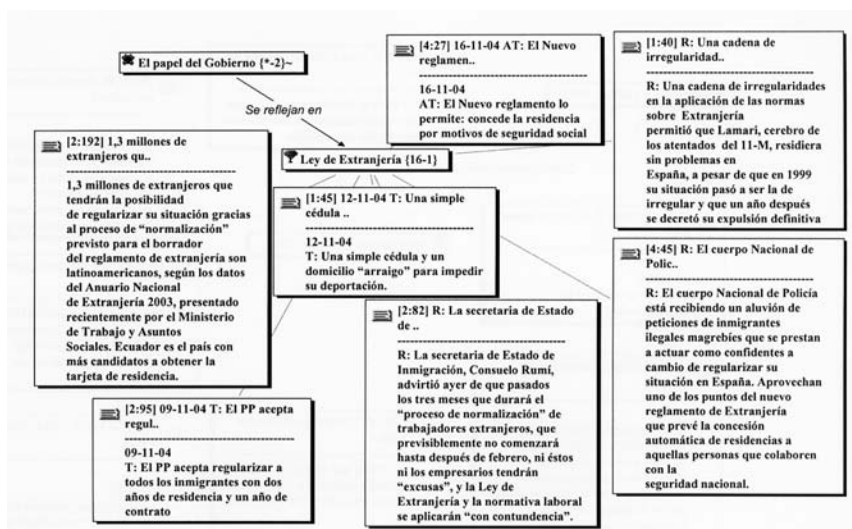 El papel del Gobierno {*-2}~
Se reflejan en
Ley de Extranjería {16-1}
[4:27] 16-11-04 AT: El Nuevo
reglamen..
16-11-04
AT: El Nuevo reglamento lo
permite: concede la residencia
por motivos de seguridad social
[1:40] R: Una cadena de
irregularidad..
R: Una cadena de irregularidades
en la aplicación de las normas
sobre Extranjería
permitió que Lamari, cerebro de
los atentados del 11-M, residiera
sin problemas en
España, a pesar de que en 1999
su situación pasó a ser la de
irregular y que un año después
se decretó su expulsión definitiva
[2:192] 1,3 millones de
extranjeros qu..
1,3 millones de extranjeros que
tendrán la posibilidad
de regularizar su situación gracias
al proceso de “normalización”
previsto para el borrador
del reglamento de extranjería son
latinoamericanos, según los datos
del Anuario Nacional
de Extranjería 2003, presentado
recientemente por el Ministerio
de Trabajo y Asuntos
Sociales. Ecuador es el país con
más candidatos a obtener la
tarjeta de residencia.
[1:45] 12-11-04 T: Una simple
cédula ..
12-11-04
T: Una simple cédula y un
domicilio “arraigo” para impedir
su deportación.
[4:45] R: El cuerpo Nacional de
Polic..
R: El cuerpo Nacional de Policía
está recibiendo un aluvión de
peticiones de inmigrantes
ilegales magrebíes que se prestan
a actuar como confidentes a
cambio de regularizar su
situación en España. Aprovechan
uno de los puntos del nuevo
reglamento de Extranjería
que prevé la concesión
automática de residencias a
aquellas personas que colaboren
con la
seguridad nacional.
[2:82] R: La secretaria de Estado
de ..
R: La secretaria de Estado de
Inmigración, Consuelo Rumí,
advirtió ayer de que pasados
los tres meses que durará el
“proceso de normalización” de
trabajadores extranjeros, que
previsiblemente no comenzará
hasta después de febrero, ni éstos
ni los empresarios tendrán
“excusas”, y la Ley de
Extranjería y la normativa laboral
se aplicarán “con contundencia”.
[2:95] 09-11-04 T: El PP acepta
regul..
09-11-04
T: El PP acepta regularizar a
todos los inmigrantes con dos
años de residencia y un año de
contrato